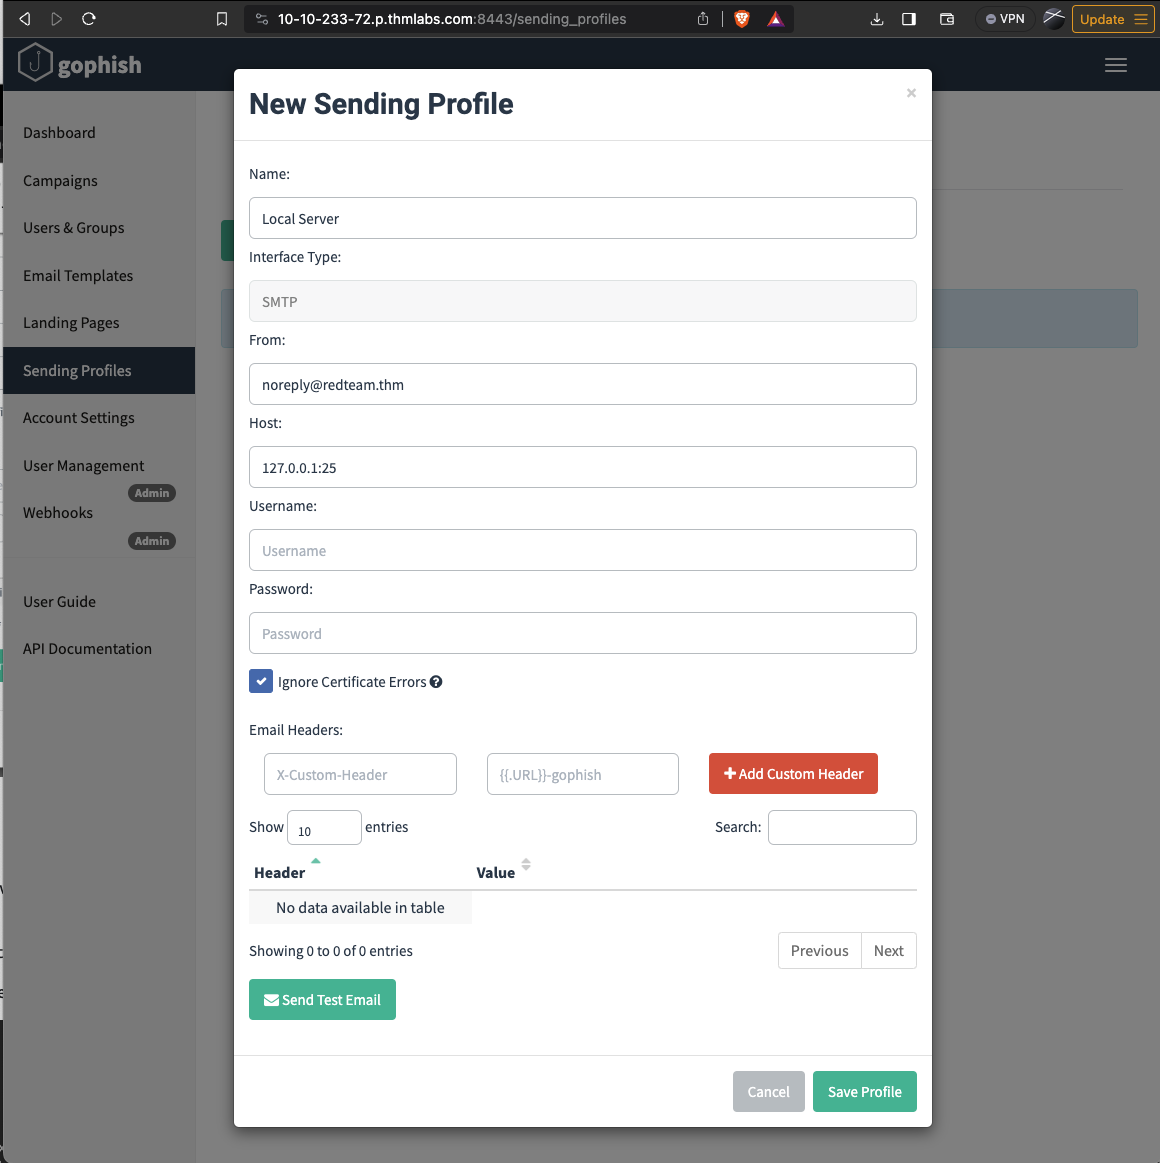 10-10-233-72.p.thmlabs.com:8443/sending_profiles
VPN
Update
gophish
Dashboard
Campaigns
Users & Groups
Email Templates
Landing Pages
Sending Profiles
Account Settings
User Management
Admin
Webhooks
Admin
User Guide
API Documentation
New Sending Profile
×
Name:
Local Server
Interface Type:
SMTP
From:
noreply@redteam.thm
Host:
127.0.0.1:25
Username:
Username
Password:
Password
Ignore Certificate Errors ?
Email Headers:
X-Custom-Header
{{.URL}}-gophish
+ Add Custom Header
Show 10 entries
Search:
Header Value
No data available in table
Showing 0 to 0 of 0 entries
Previous Next
Send Test Email
Cancel
Save Profile